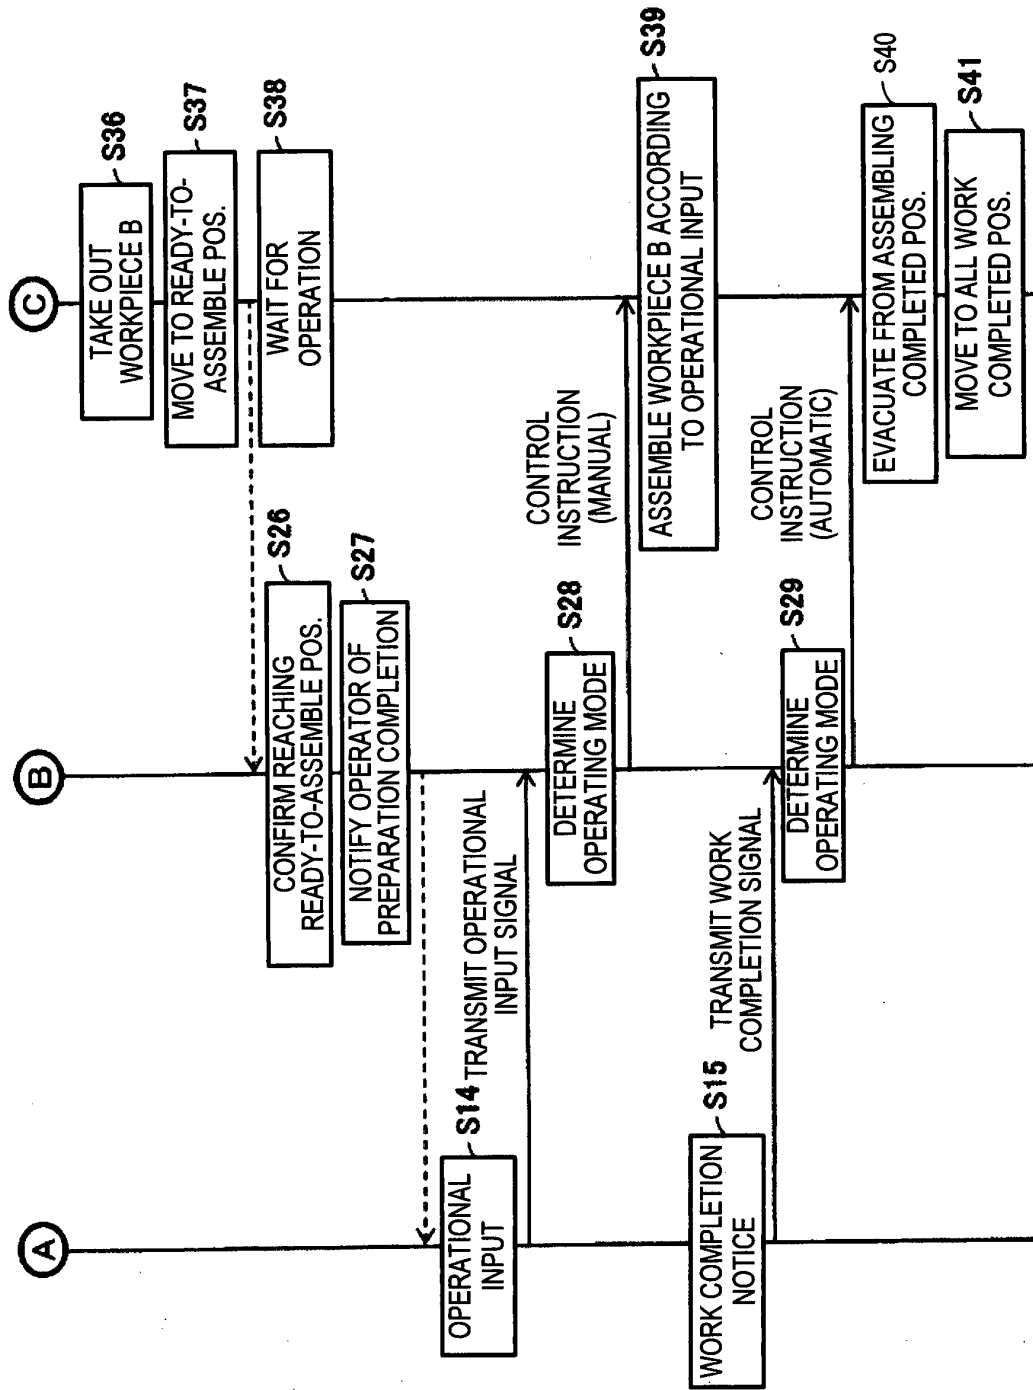 A
B
C
TAKE OUT
WORKPIECE B
S36
MOVE TO READY-TO-
ASSEMBLE POS.
S37
WAIT FOR
OPERATION
S38
CONFIRM REACHING
READY-TO-ASSEMBLE POS.
S26
NOTIFY OPERATOR OF
PREPARATION COMPLETION
S27
OPERATIONAL
INPUT
S14
TRANSMIT OPERATIONAL
INPUT SIGNAL
DETERMINE
OPERATING MODE
S28
CONTROL
INSTRUCTION
(MANUAL)
ASSEMBLE WORKPIECE B ACCORDING
TO OPERATIONAL INPUT
S39
WORK COMPLETION
NOTICE
S15
TRANSMIT WORK
COMPLETION SIGNAL
DETERMINE
OPERATING MODE
S29
CONTROL
INSTRUCTION
(AUTOMATIC)
EVACUATE FROM ASSEMBLING
COMPLETED POS.
S40
MOVE TO ALL WORK
COMPLETED POS.
S41